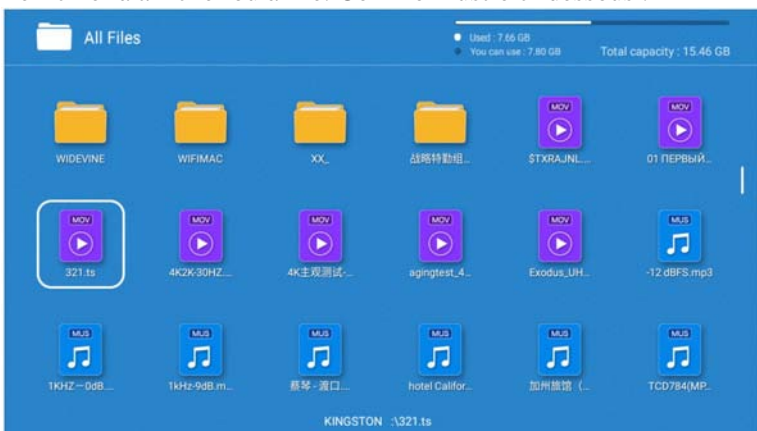 All Files
Used : 7.66 GB
You can use : 7.80 GB
Total capacity : 15.46 GB
WIDEVINE
WIFIMAC
XX_
战略特勤组...
MOV
$TXRAJNL....
MOV
01 ПЕРВЫЙ...
MOV
321.ts
MOV
4K2K-30HZ....
MOV
4K主观测试-...
MOV
agingtest_4...
MOV
Exodus_UH...
MUS
-12 dBFS.mp3
MUS
1KHZ－0dB....
MUS
1kHz-9dB.m...
MUS
蔡琴 - 渡口....
MUS
hotel Califor...
MUS
加州旅馆（...
MUS
TCD784(MP...
KINGSTON :\321.ts